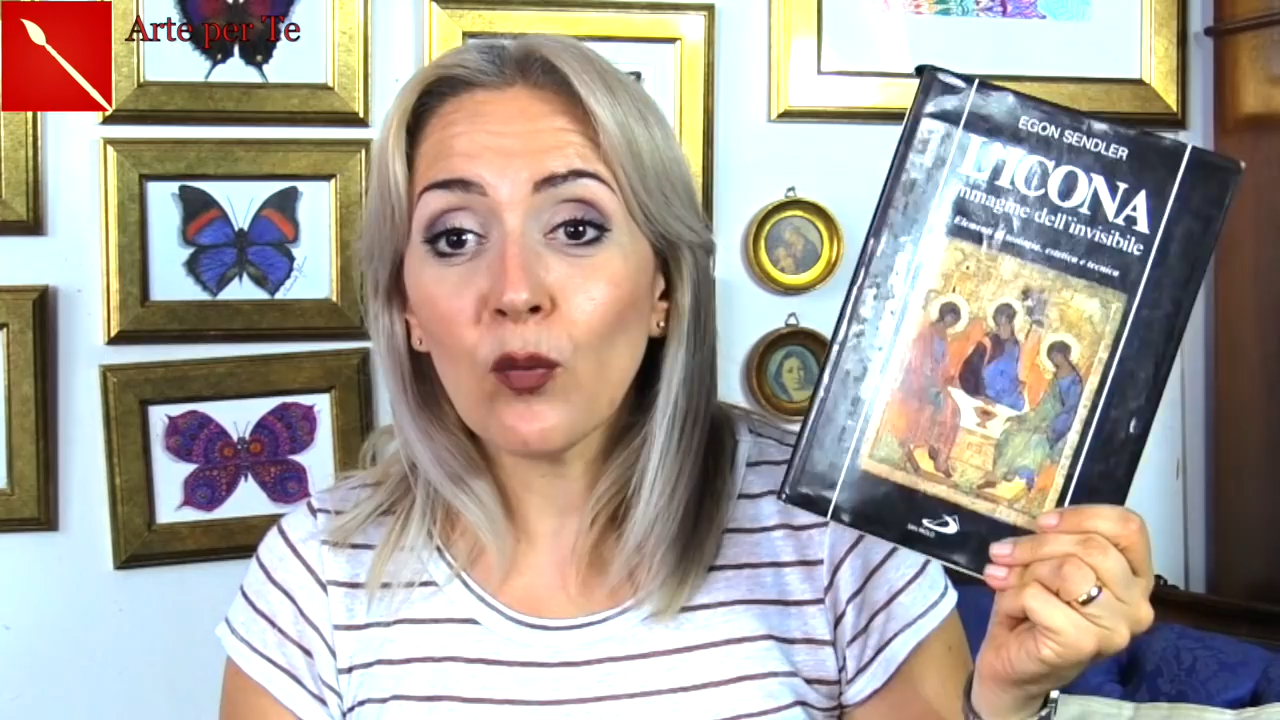 Arte per Te
EGON SENDLER
L'ICONA
immagine dell'invisibile
Elementi di teologia, estetica e tecnica
SAN PAOLO